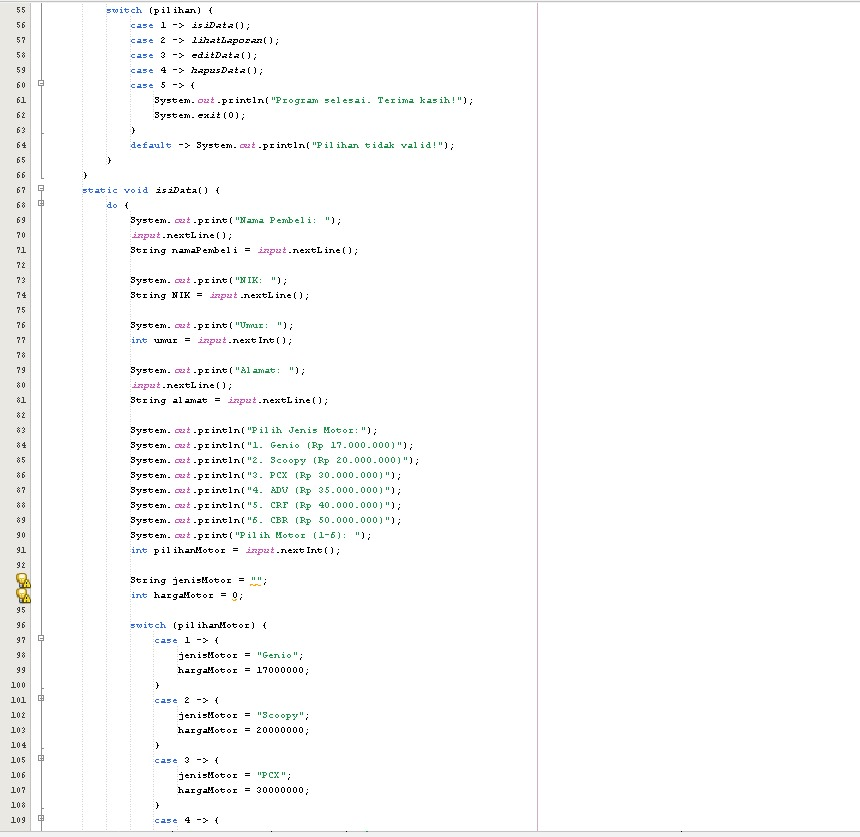 55 switch (pilihan) {
56 case 1 -> isiData();
57 case 2 -> lihatLaporan();
58 case 3 -> editData();
59 case 4 -> hapusData();
60 case 5 -> {
61 System.out.println("Program selesai. Terima kasih!");
62 System.exit(0);
63 }
64 default -> System.out.println("Pilihan tidak valid!");
65 }
66 }
67 static void isiData() {
68 do {
69 System.out.print("Nama Pembeli: ");
70 input.nextLine();
71 String namaPembeli = input.nextLine();
72
73 System.out.print("NIK: ");
74 String NIK = input.nextLine();
75
76 System.out.print("Umur: ");
77 int umur = input.nextInt();
78
79 System.out.print("Alamat: ");
80 input.nextLine();
81 String alamat = input.nextLine();
82
83 System.out.println("Pilih Jenis Motor:");
84 System.out.println("1. Genio (Rp 17.000.000)");
85 System.out.println("2. Scoopy (Rp 20.000.000)");
86 System.out.println("3. PCX (Rp 30.000.000)");
87 System.out.println("4. ADV (Rp 35.000.000)");
88 System.out.println("5. CRF (Rp 40.000.000)");
89 System.out.println("6. CBR (Rp 50.000.000)");
90 System.out.print("Pilih Motor (1-6): ");
91 int pilihanMotor = input.nextInt();
92
String jenisMotor = "";
int hargaMotor = 0;
95
96 switch (pilihanMotor) {
97 case 1 -> {
98 jenisMotor = "Genio";
99 hargaMotor = 17000000;
100 }
101 case 2 -> {
102 jenisMotor = "Scoopy";
103 hargaMotor = 20000000;
104 }
105 case 3 -> {
106 jenisMotor = "PCX";
107 hargaMotor = 30000000;
108 }
109 case 4 -> {